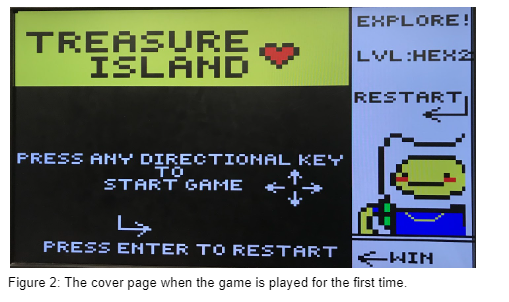 TREASURE
ISLAND
PRESS ANY DIRECTIONAL KEY
TO
START GAME
PRESS ENTER TO RESTART
EXPLORE!
LVL:HEX2
RESTART
WIN
Figure 2: The cover page when the game is played for the first time.